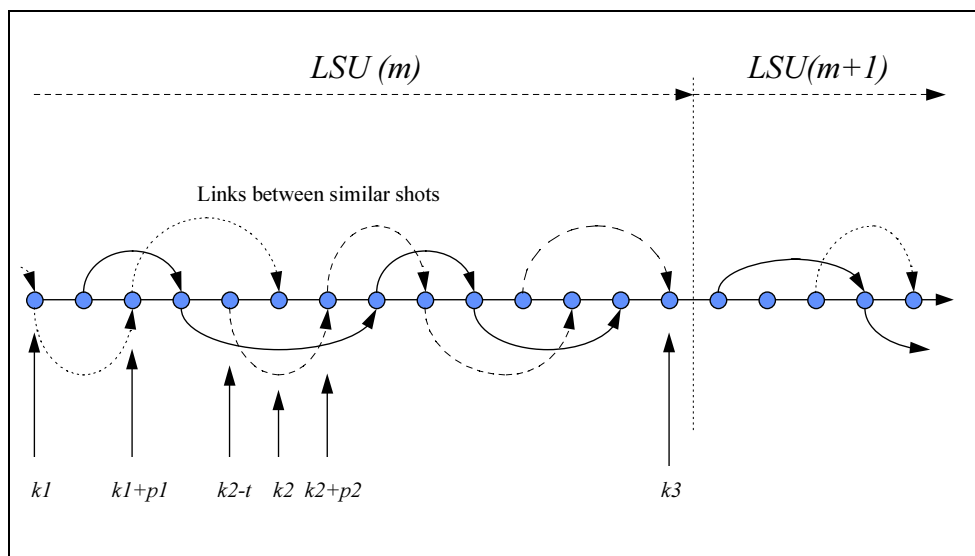 LSU (m)
LSU(m+1)
Links between similar shots
k1
k1+p1
k2-t
k2
k2+p2
k3